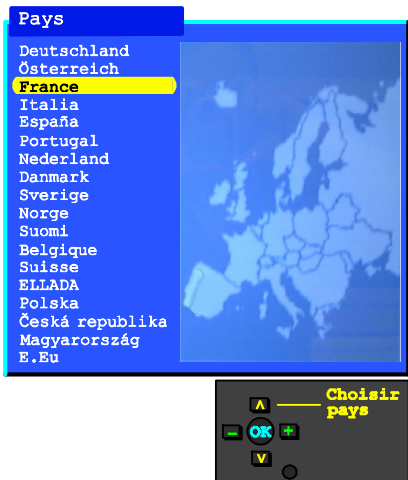 Pays
Deutschland
Österreich
France
Italia
España
Portugal
Nederland
Danmark
Sverige
Norge
Suomi
Belgique
Suisse
ELLADA
Polska
Česká republika
Magyarország
E.Eu
Choisir
pays
Λ
- OK +
V